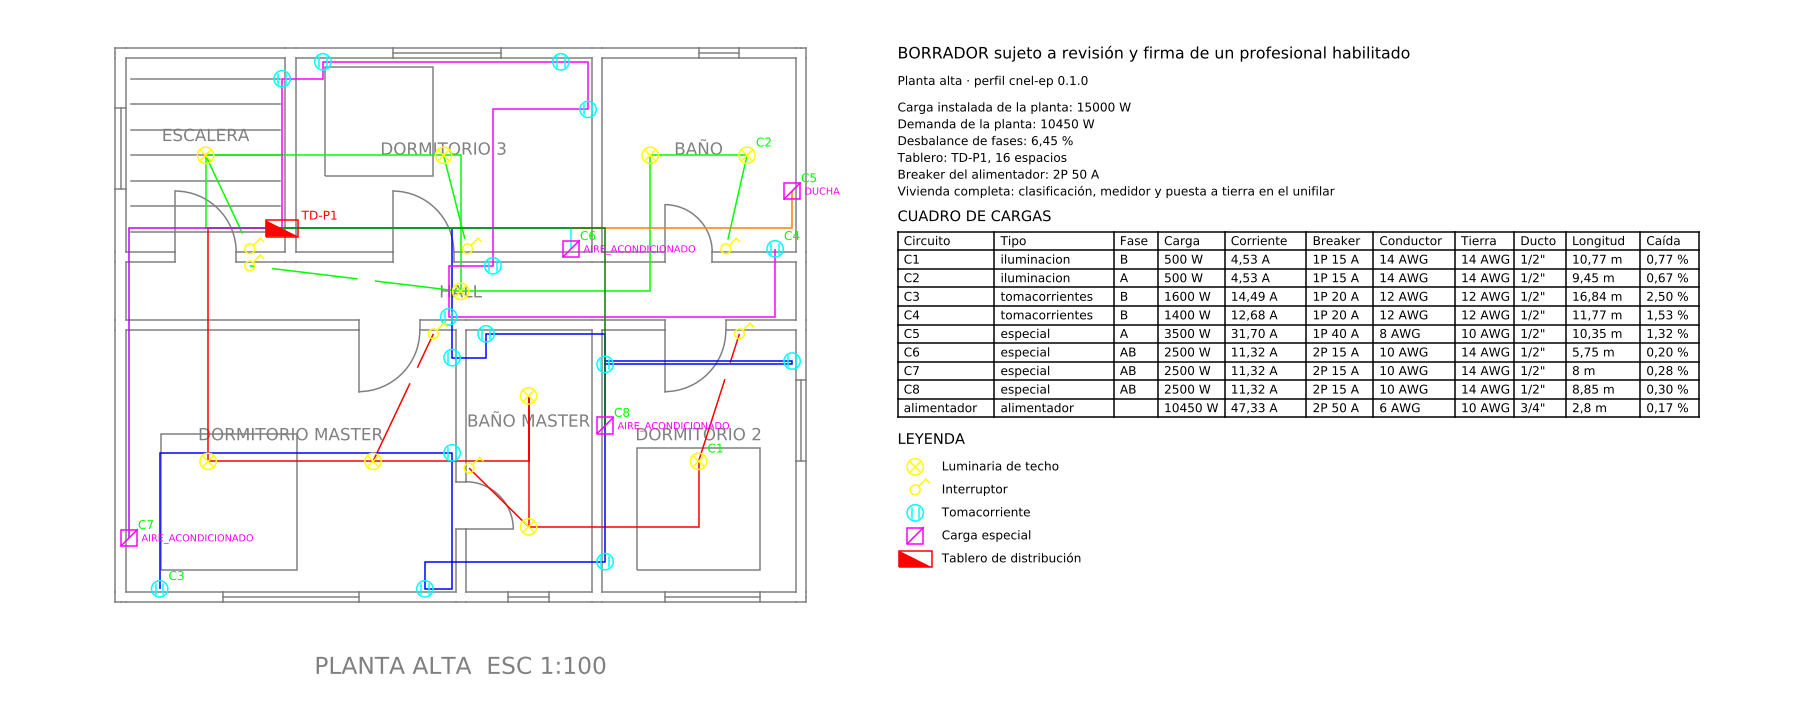 ESCALERA
DORMITORIO 3
BAÑO
C2
C5
DUCHA
TD-P1
C6
AIRE_ACONDICIONADO
C4
HALL
DORMITORIO MASTER
BAÑO MASTER
C8
AIRE_ACONDICIONADO
DORMITORIO 2
C1
C7
AIRE_ACONDICIONADO
C3
PLANTA ALTA ESC 1:100
BORRADOR sujeto a revisión y firma de un profesional habilitado
Planta alta · perfil cnel-ep 0.1.0
Carga instalada de la planta: 15000 W
Demanda de la planta: 10450 W
Desbalance de fases: 6,45 %
Tablero: TD-P1, 16 espacios
Breaker del alimentador: 2P 50 A
Vivienda completa: clasificación, medidor y puesta a tierra en el unifilar
CUADRO DE CARGAS
Circuito Tipo Fase Carga Corriente Breaker Conductor Tierra Ducto Longitud Caída
C1 iluminacion B 500 W 4,53 A 1P 15 A 14 AWG 14 AWG 1/2" 10,77 m 0,77 %
C2 iluminacion A 500 W 4,53 A 1P 15 A 14 AWG 14 AWG 1/2" 9,45 m 0,67 %
C3 tomacorrientes B 1600 W 14,49 A 1P 20 A 12 AWG 12 AWG 1/2" 16,84 m 2,50 %
C4 tomacorrientes B 1400 W 12,68 A 1P 20 A 12 AWG 12 AWG 1/2" 11,77 m 1,53 %
C5 especial A 3500 W 31,70 A 1P 40 A 8 AWG 10 AWG 1/2" 10,35 m 1,32 %
C6 especial AB 2500 W 11,32 A 2P 15 A 10 AWG 14 AWG 1/2" 5,75 m 0,20 %
C7 especial AB 2500 W 11,32 A 2P 15 A 10 AWG 14 AWG 1/2" 8 m 0,28 %
C8 especial AB 2500 W 11,32 A 2P 15 A 10 AWG 14 AWG 1/2" 8,85 m 0,30 %
alimentador alimentador 10450 W 47,33 A 2P 50 A 6 AWG 10 AWG 3/4" 2,8 m 0,17 %
LEYENDA
Luminaria de techo
Interruptor
Tomacorriente
Carga especial
Tablero de distribución